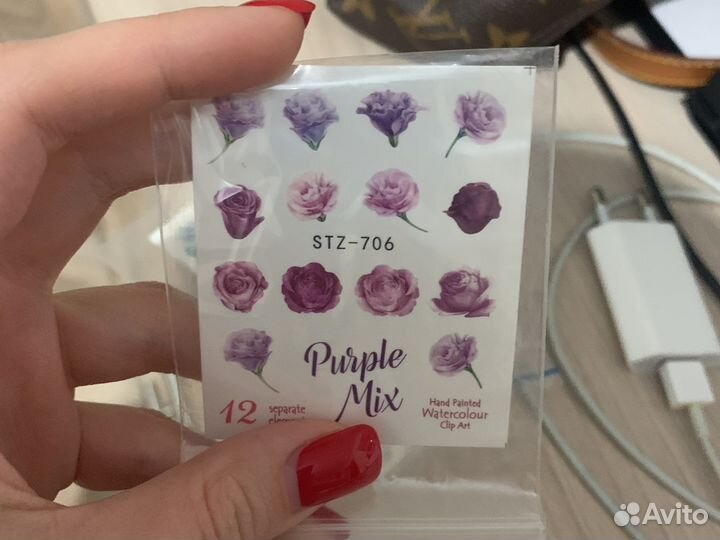 STZ-706
Purple
Mix
12 separate
Hand Painted
Watercolour
Clip Art
Avito